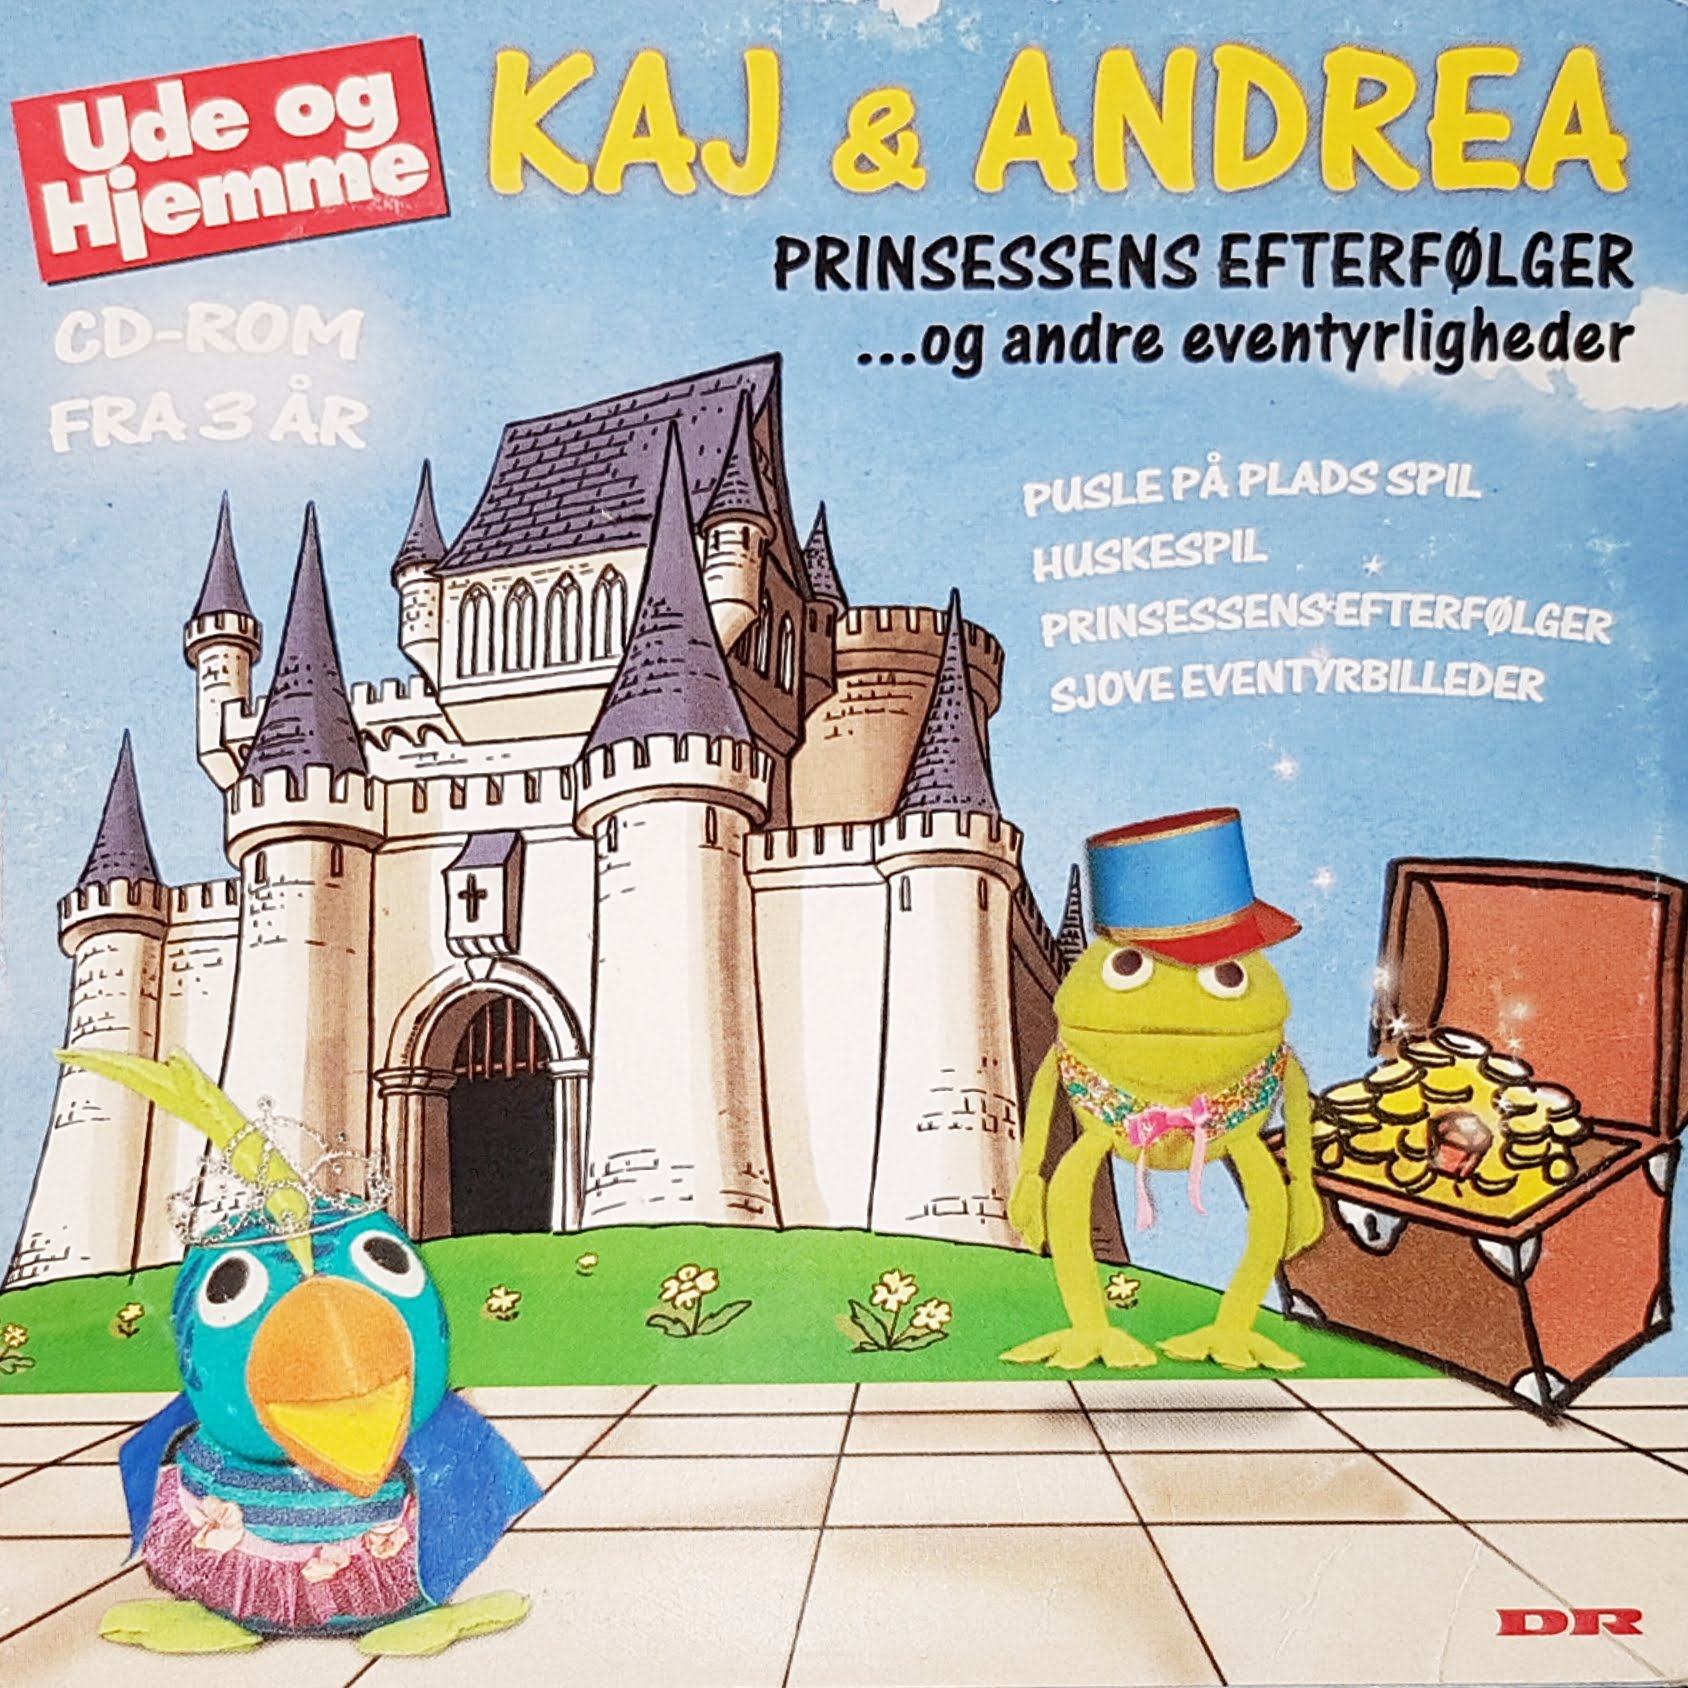 Ude og
Hjemme
KAJ & ANDREA
PRINSESSENS EFTERFØLGER
...og andre eventyrligheder
CD-ROM
FRA 3 ÅR
PUSLE PÅ PLADS SPIL
HUSKESPIL
PRINSESSENS EFTERFØLGER
SJOVE EVENTYRBILLEDER
DR